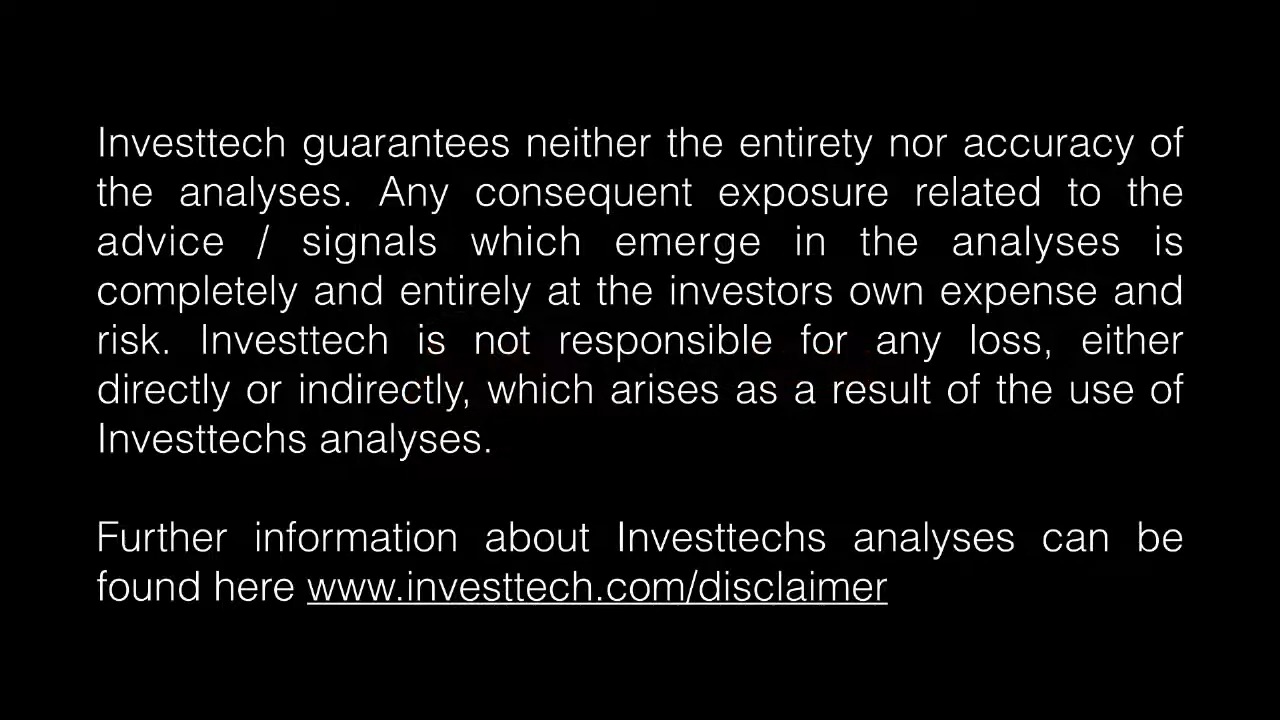 Investtech guarantees neither the entirety nor accuracy of
the analyses. Any consequent exposure related to the
advice / signals which emerge in the analyses is
completely and entirely at the investors own expense and
risk. Investtech is not responsible for any loss, either
directly or indirectly, which arises as a result of the use of
Investtechs analyses.
Further information about Investtechs analyses can be
found here www.investtech.com/disclaimer